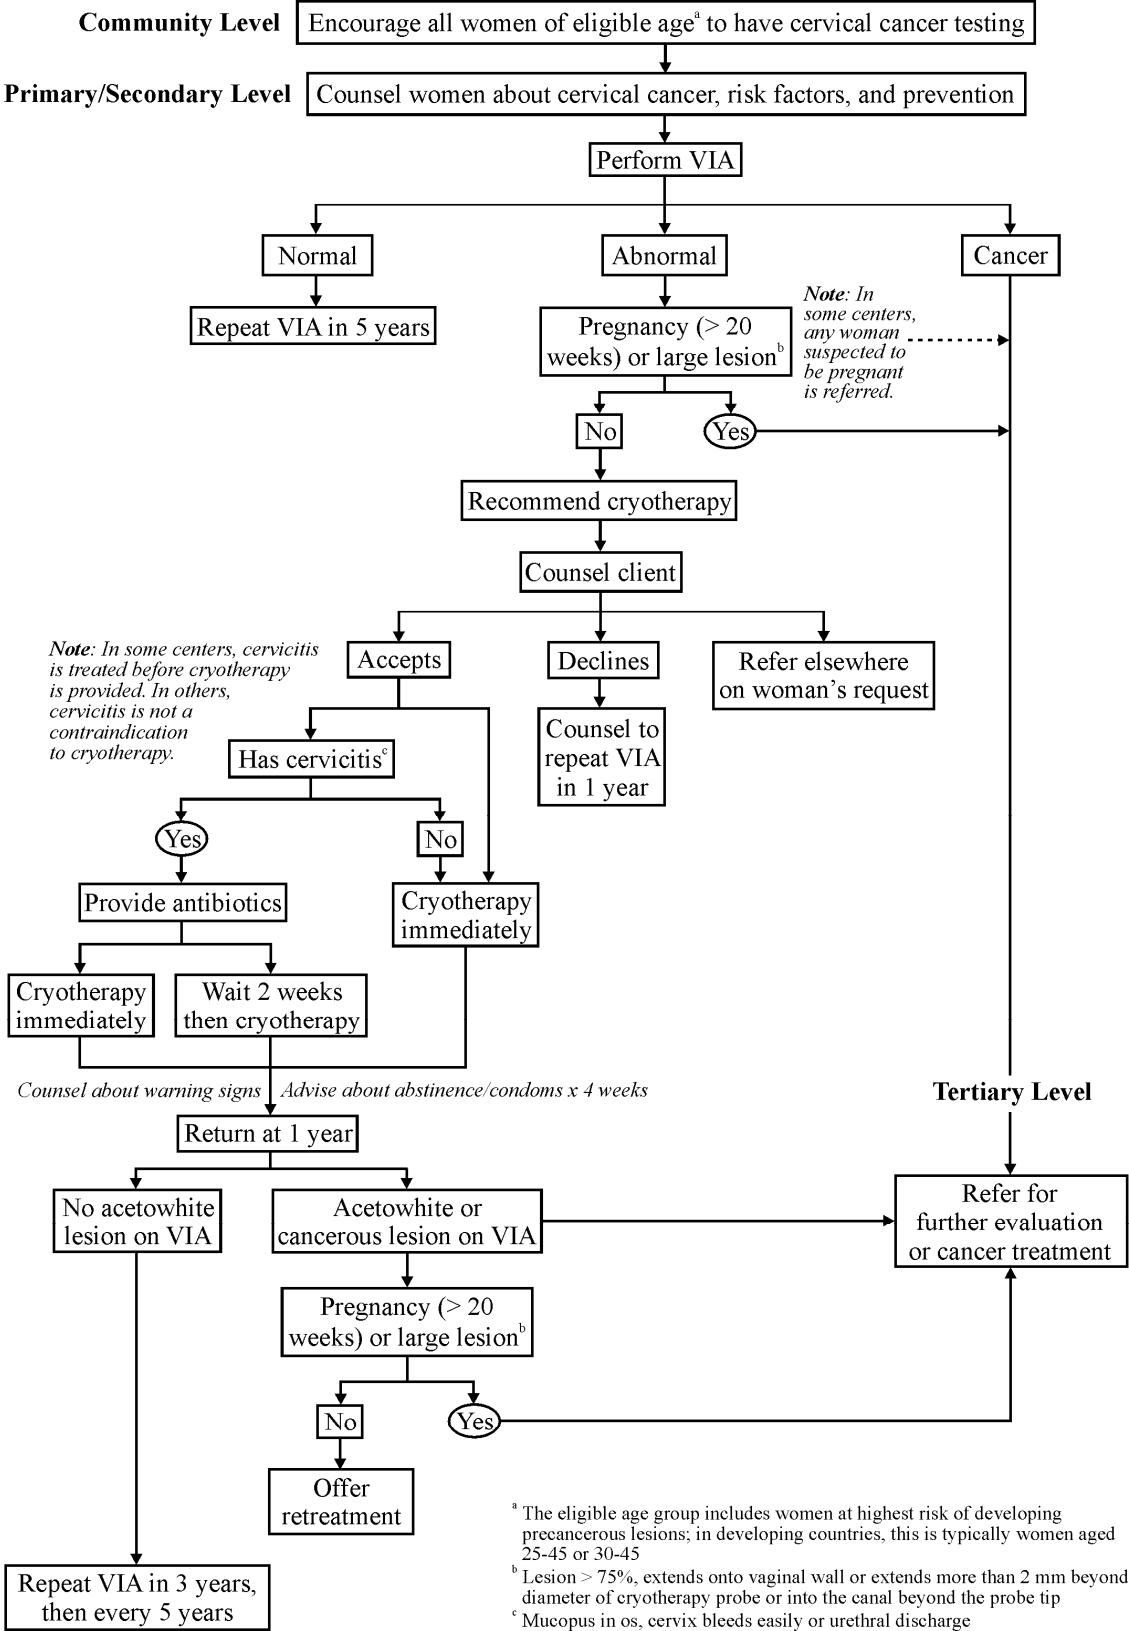 Community Level
Encourage all women of eligible age^a to have cervical cancer testing
Primary/Secondary Level
Counsel women about cervical cancer, risk factors, and prevention
Perform VIA
Normal
Abnormal
Cancer
Repeat VIA in 5 years
Pregnancy (> 20
weeks) or large lesion^b
Note: In
some centers,
any woman
suspected to
be pregnant
is referred.
No
Yes
Recommend cryotherapy
Counsel client
Note: In some centers, cervicitis
is treated before cryotherapy
is provided. In others,
cervicitis is not a
contraindication
to cryotherapy.
Accepts
Declines
Refer elsewhere
on woman's request
Has cervicitis^c
Counsel to
repeat VIA
in 1 year
Yes
No
Provide antibiotics
Cryotherapy
immediately
Cryotherapy
immediately
Wait 2 weeks
then cryotherapy
Counsel about warning signs
Advise about abstinence/condoms x 4 weeks
Tertiary Level
Return at 1 year
No acetowhite
lesion on VIA
Acetowhite or
cancerous lesion on VIA
Refer for
further evaluation
or cancer treatment
Pregnancy (> 20
weeks) or large lesion^b
No
Yes
Offer
retreatment
Repeat VIA in 3 years,
then every 5 years
^a The eligible age group includes women at highest risk of developing
precancerous lesions; in developing countries, this is typically women aged
25-45 or 30-45
^b Lesion > 75%, extends onto vaginal wall or extends more than 2 mm beyond
diameter of cryotherapy probe or into the canal beyond the probe tip
^c Mucopus in os, cervix bleeds easily or urethral discharge